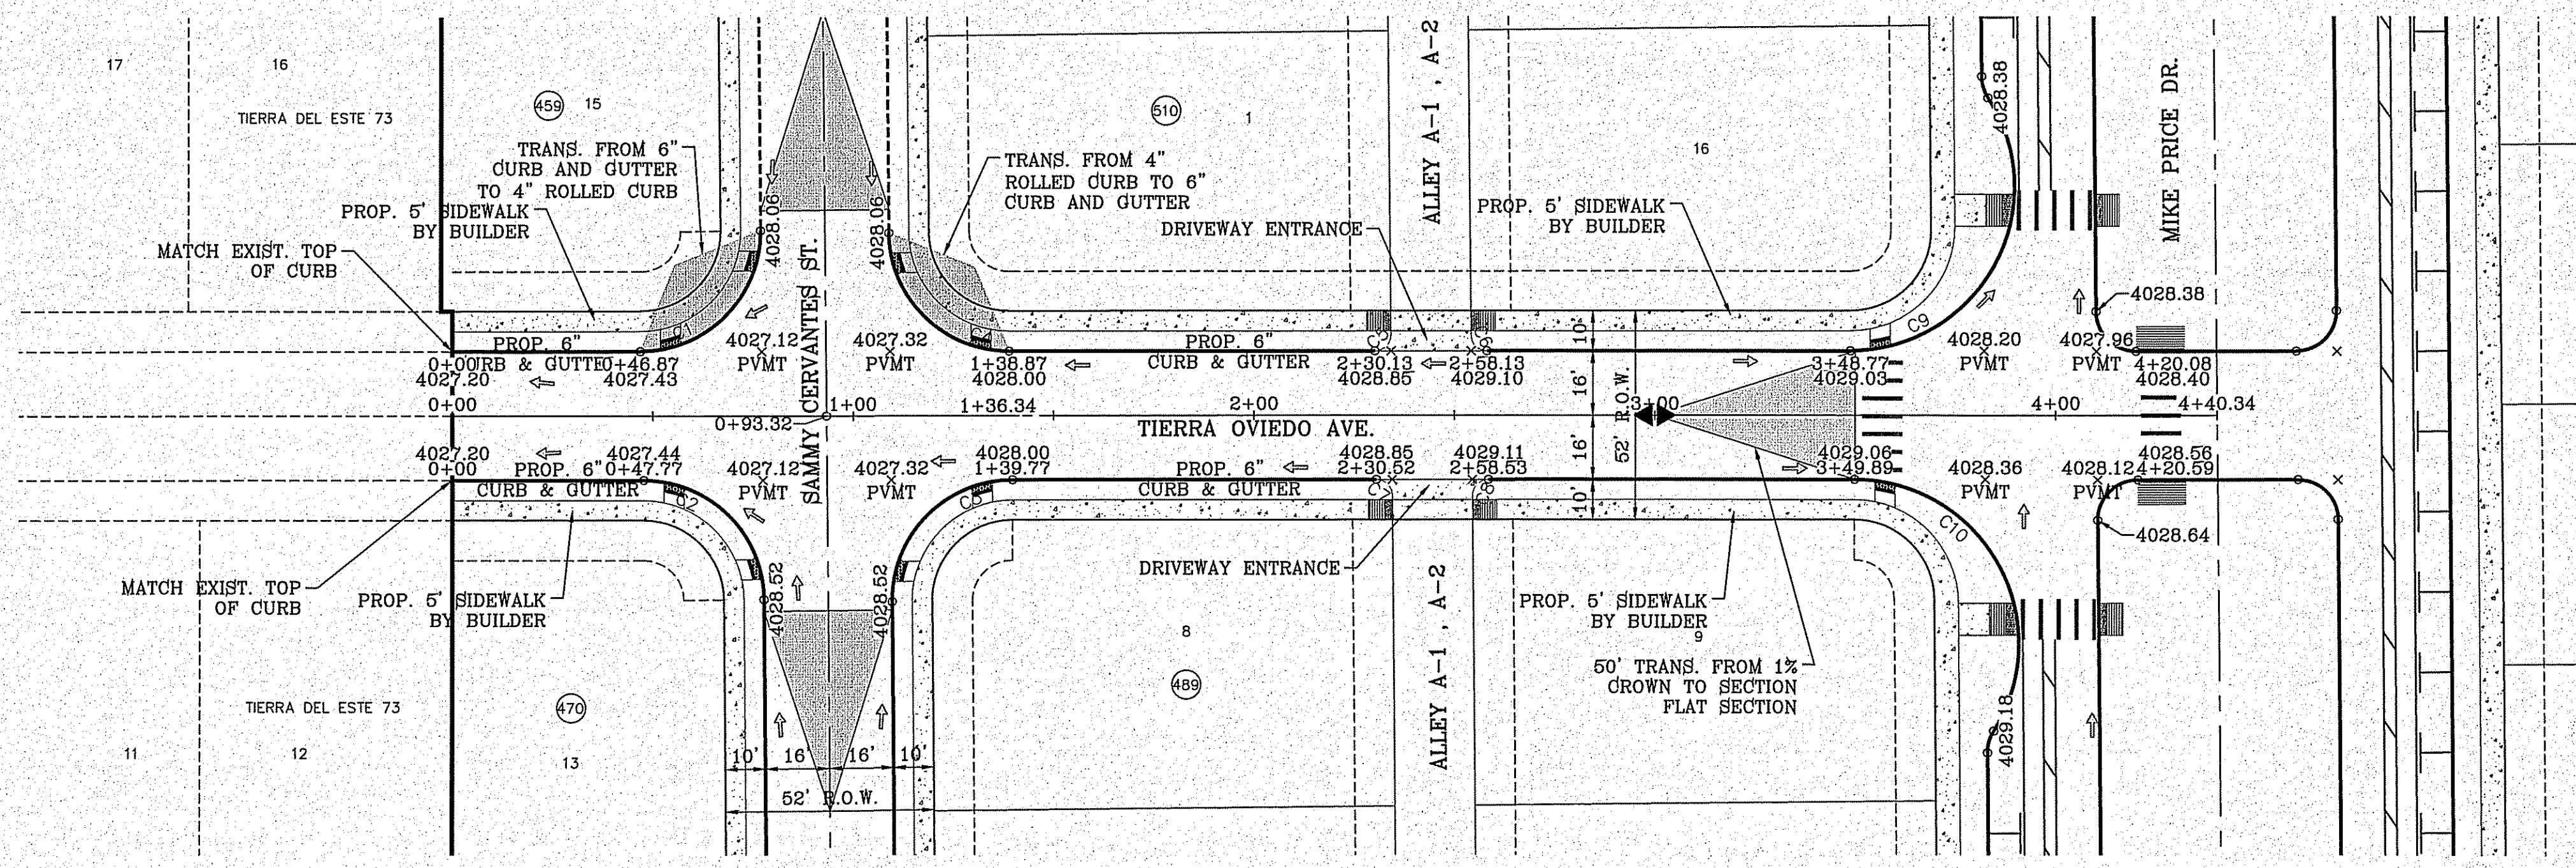 17
16
TIERRA DEL ESTE 73
459
15
TRANS. FROM 6"
CURB AND GUTTER
TO 4" ROLLED CURB
PROP. 5' SIDEWALK
BY BUILDER
MATCH EXIST. TOP
OF CURB
4028.06
4028.06
SAMMY CERVANTES ST.
TRANS. FROM 4"
ROLLED CURB TO 6"
CURB AND GUTTER
510
1
DRIVEWAY ENTRANCE
ALLEY A-1 , A-2
16
PROP. 5' SIDEWALK
BY BUILDER
4028.38
MIKE PRICE DR.
4028.38
C1
C9
PROP. 6"
CURB & GUTTE
0+00
4027.20
0+46.87
4027.43
4027.12
PVMT
4027.32
PVMT
1+38.87
4028.00
PROP. 6"
CURB & GUTTER
2+30.13
4028.85
2+58.13
4029.10
10'
16'
52' R.O.W.
16'
10'
3+48.77
4029.03
4028.20
PVMT
4027.96
PVMT
4+20.08
4028.40
0+00
0+93.32
1+00
1+36.34
2+00
3+00
4+00
4+40.34
TIERRA OVIEDO AVE.
4027.20
0+00
PROP. 6"
CURB & GUTTER
4027.44
0+47.77
4027.12
PVMT
4027.32
PVMT
4028.00
1+39.77
PROP. 6"
CURB & GUTTER
4028.85
2+30.52
4029.11
2+58.53
4029.06
3+49.89
4028.36
PVMT
4028.12
PVMT
4028.56
4+20.59
C2
C10
4028.64
MATCH EXIST. TOP
OF CURB
PROP. 5' SIDEWALK
BY BUILDER
4028.52
4028.52
DRIVEWAY ENTRANCE
ALLEY A-1 , A-2
PROP. 5' SIDEWALK
BY BUILDER
9
8
489
50' TRANS. FROM 1%
CROWN TO SECTION
FLAT SECTION
4029.18
TIERRA DEL ESTE 73
470
11
12
13
10'
16'
16'
10'
52' R.O.W.